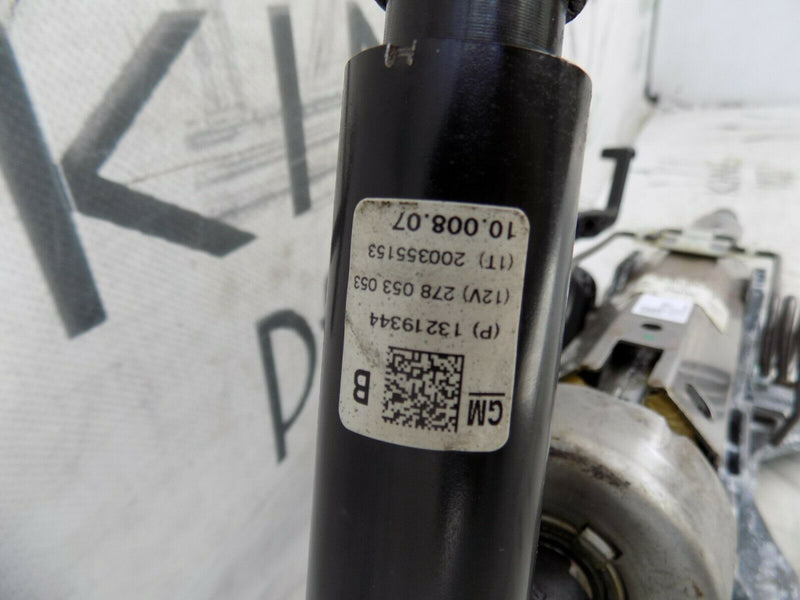 GM
B
(P) 13219344
(12V) 278 053 053
(1T) 200355153
10.008.07